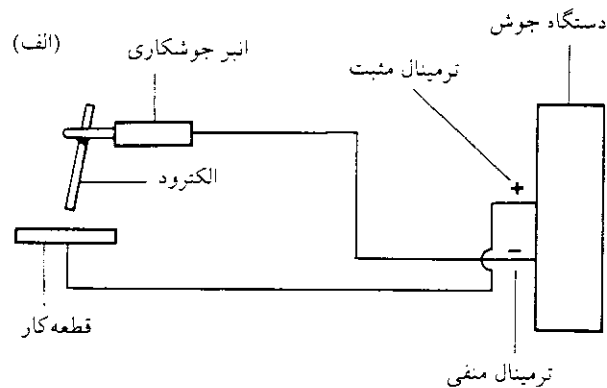 دستگاه جوش
ترمینال مثبت
انبر جوشکاری
(الف)
الکترود
+
−
قطعه‌کار
ترمینال منفی